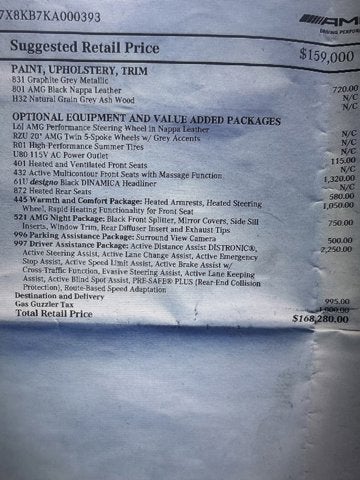 7X8KB7KA000393
AMG
DRIVING PERFOR
Suggested Retail Price $159,000
PAINT, UPHOLSTERY, TRIM
831 Graphite Grey Metallic 720.00
801 AMG Black Nappa Leather N/C
H32 Natural Grain Grey Ash Wood N/C
OPTIONAL EQUIPMENT AND VALUE ADDED PACKAGES
L6J AMG Performance Steering Wheel in Nappa Leather N/C
RZU 20" AMG Twin 5-Spoke Wheels w/ Grey Accents N/C
R01 High-Performance Summer Tires N/C
U80 115V AC Power Outlet 115.00
401 Heated and Ventilated Front Seats N/C
432 Active Multicontour Front Seats with Massage Function 1,320.00
61U designo Black DINAMICA Headliner N/C
872 Heated Rear Seats 580.00
445 Warmth and Comfort Package: Heated Armrests, Heated Steering 1,050.00
Wheel, Rapid Heating Functionality for Front Seat
521 AMG Night Package: Black Front Splitter, Mirror Covers, Side Sill 750.00
Inserts, Window Trim, Rear Diffuser Insert and Exhaust Tips
996 Parking Assistance Package: Surround View Camera 500.00
997 Driver Assistance Package: Active Distance Assist DISTRONIC®, 2,250.00
Active Steering Assist, Active Lane Change Assist, Active Emergency
Stop Assist, Active Speed Limit Assist, Active Brake Assist w/
Cross-Traffic Function, Evasive Steering Assist, Active Lane Keeping
Assist, Active Blind Spot Assist, PRE-SAFE® PLUS (Rear-End Collision
Protection), Route-Based Speed Adaptation
Destination and Delivery 995.00
Gas Guzzler Tax 1,000.00
Total Retail Price $168,280.00